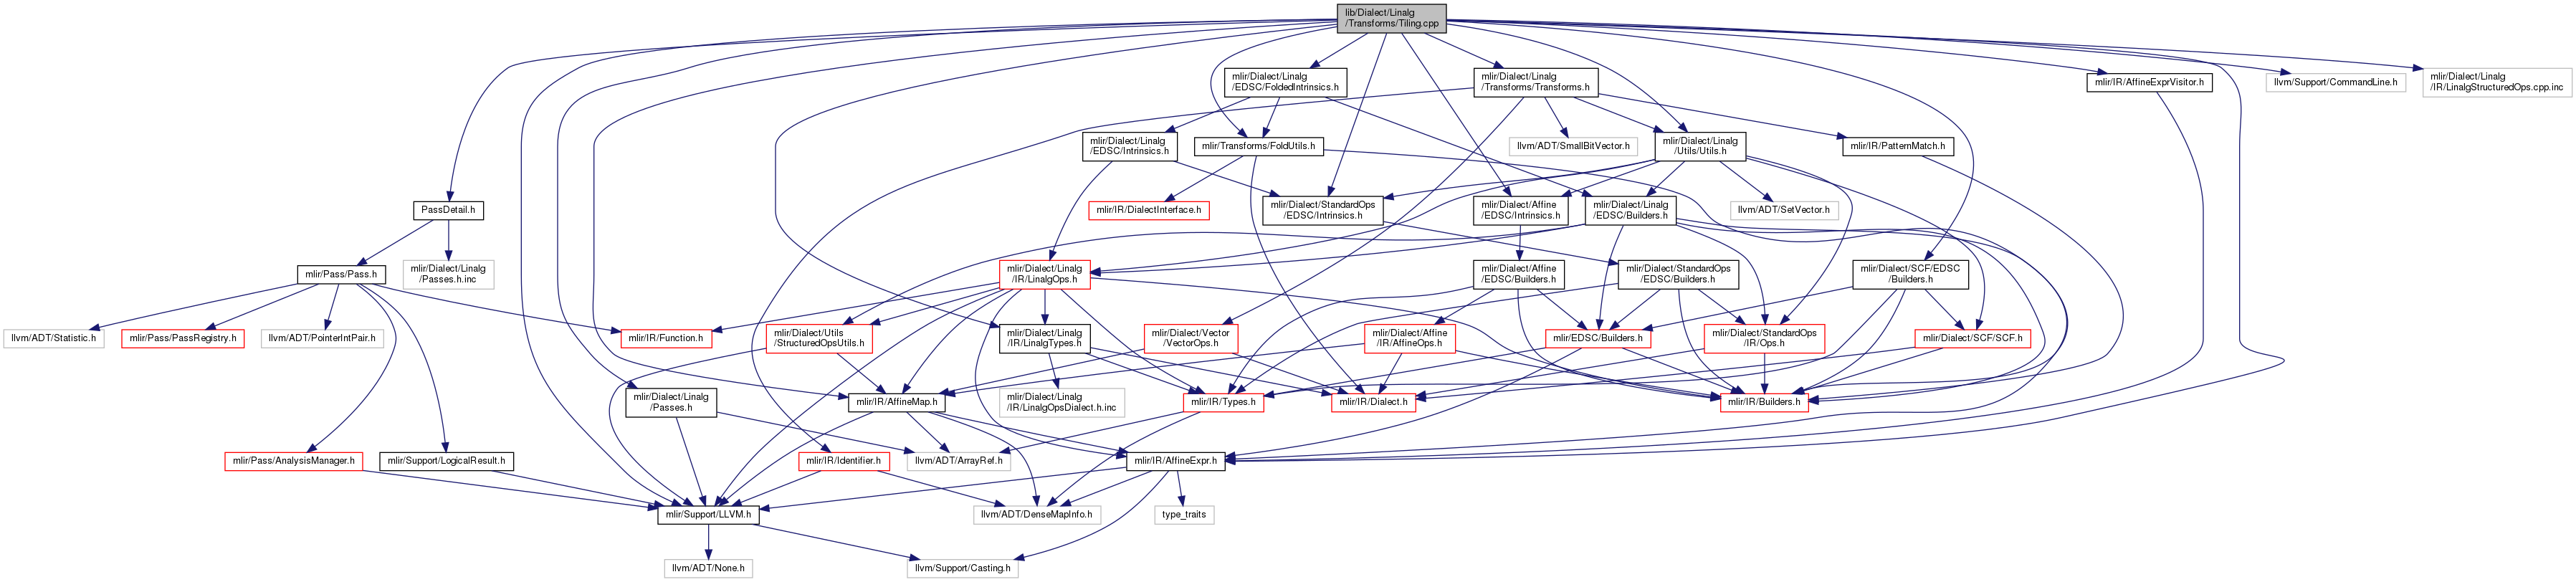 lib/Dialect/Linalg
/Transforms/Tiling.cpp
mlir/Dialect/Linalg
/EDSC/FoldedIntrinsics.h
mlir/Dialect/Linalg
/Transforms/Transforms.h
mlir/IR/AffineExprVisitor.h
llvm/Support/CommandLine.h
mlir/Dialect/Linalg
/IR/LinalgStructuredOps.cpp.inc
mlir/Dialect/Linalg
/EDSC/Intrinsics.h
mlir/Transforms/FoldUtils.h
llvm/ADT/SmallBitVector.h
mlir/Dialect/Linalg
/Utils/Utils.h
mlir/IR/PatternMatch.h
PassDetail.h
mlir/IR/DialectInterface.h
mlir/Dialect/StandardOps
/EDSC/Intrinsics.h
mlir/Dialect/Affine
/EDSC/Intrinsics.h
mlir/Dialect/Linalg
/EDSC/Builders.h
llvm/ADT/SetVector.h
mlir/Pass/Pass.h
mlir/Dialect/Linalg
/Passes.h.inc
mlir/Dialect/Linalg
/IR/LinalgOps.h
mlir/Dialect/Affine
/EDSC/Builders.h
mlir/Dialect/StandardOps
/EDSC/Builders.h
mlir/Dialect/SCF/EDSC
/Builders.h
llvm/ADT/Statistic.h
mlir/Pass/PassRegistry.h
llvm/ADT/PointerIntPair.h
mlir/IR/Function.h
mlir/Dialect/Utils
/StructuredOpsUtils.h
mlir/Dialect/Linalg
/IR/LinalgTypes.h
mlir/Dialect/Vector
/VectorOps.h
mlir/Dialect/Affine
/IR/AffineOps.h
mlir/EDSC/Builders.h
mlir/Dialect/StandardOps
/IR/Ops.h
mlir/Dialect/SCF/SCF.h
mlir/Dialect/Linalg
/Passes.h
mlir/IR/AffineMap.h
mlir/Dialect/Linalg
/IR/LinalgOpsDialect.h.inc
mlir/IR/Types.h
mlir/IR/Dialect.h
mlir/IR/Builders.h
mlir/Pass/AnalysisManager.h
mlir/Support/LogicalResult.h
mlir/IR/Identifier.h
llvm/ADT/ArrayRef.h
mlir/IR/AffineExpr.h
mlir/Support/LLVM.h
llvm/ADT/DenseMapInfo.h
type_traits
llvm/ADT/None.h
llvm/Support/Casting.h